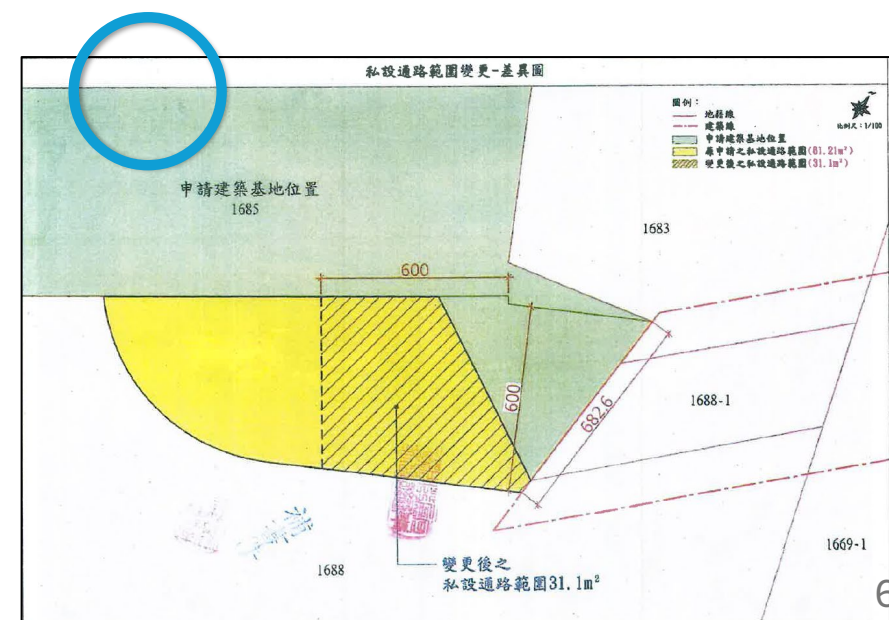 私設通路範圍變更-差異圖
圖例：
地籍線
建築線
申請建築基地位置
原申請之私設通路範圍(61.21m²)
變更後之私設通路範圍(31.1m²)
比例尺：1/100
申請建築基地位置
1685
1683
600
600
682.6
1688-1
1669-1
1688
變更後之
私設通路範圍31.1m²
6